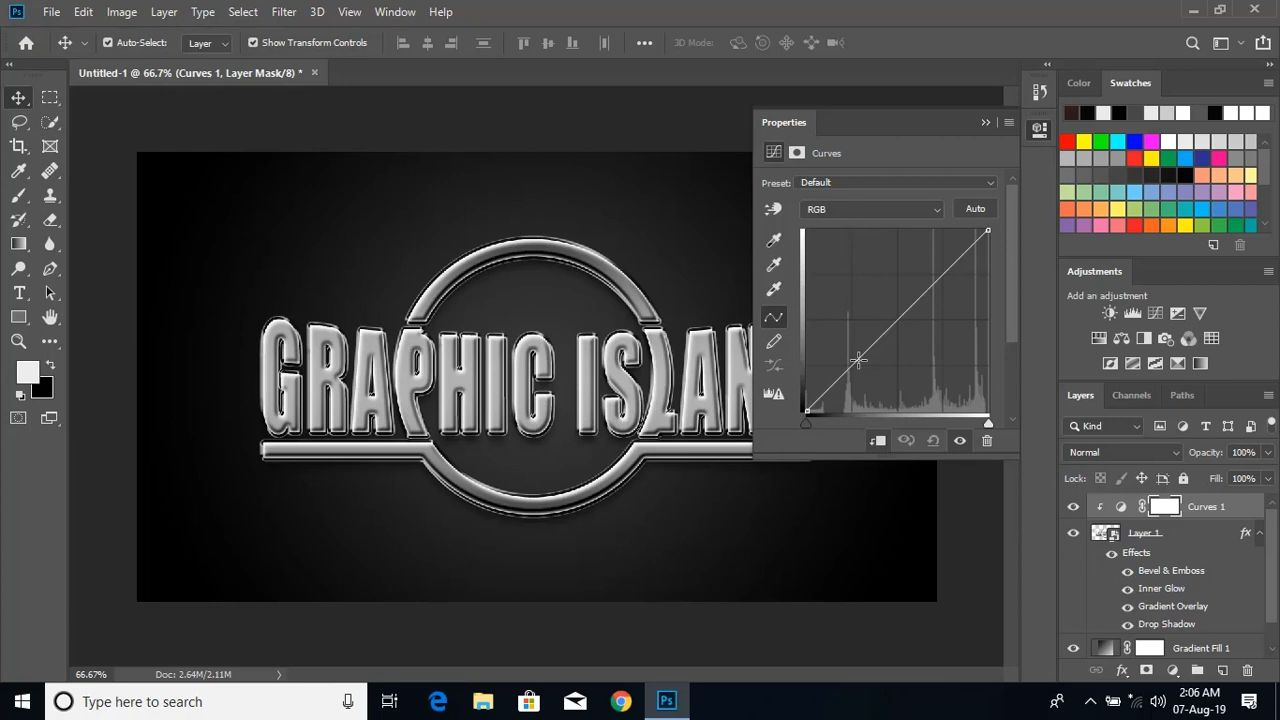 File Edit Image Layer Type Select Filter 3D View Window Help
Auto-Select: Layer Show Transform Controls 3D Mode:
Untitled-1 @ 66.7% (Curves 1, Layer Mask/8) * ×
Color Swatches
Properties
Curves
Preset: Default
RGB Auto
GRAPHIC ISLAN
Adjustments
Add an adjustment
Layers Channels Paths
Kind
Normal Opacity: 100%
Lock: Fill: 100%
Curves 1
Layer 1 fx
Effects
Bevel & Emboss
Inner Glow
Gradient Overlay
Drop Shadow
Gradient Fill 1
66.67% Doc: 2.64M/2.11M
Type here to search
2:06 AM
07-Aug-19